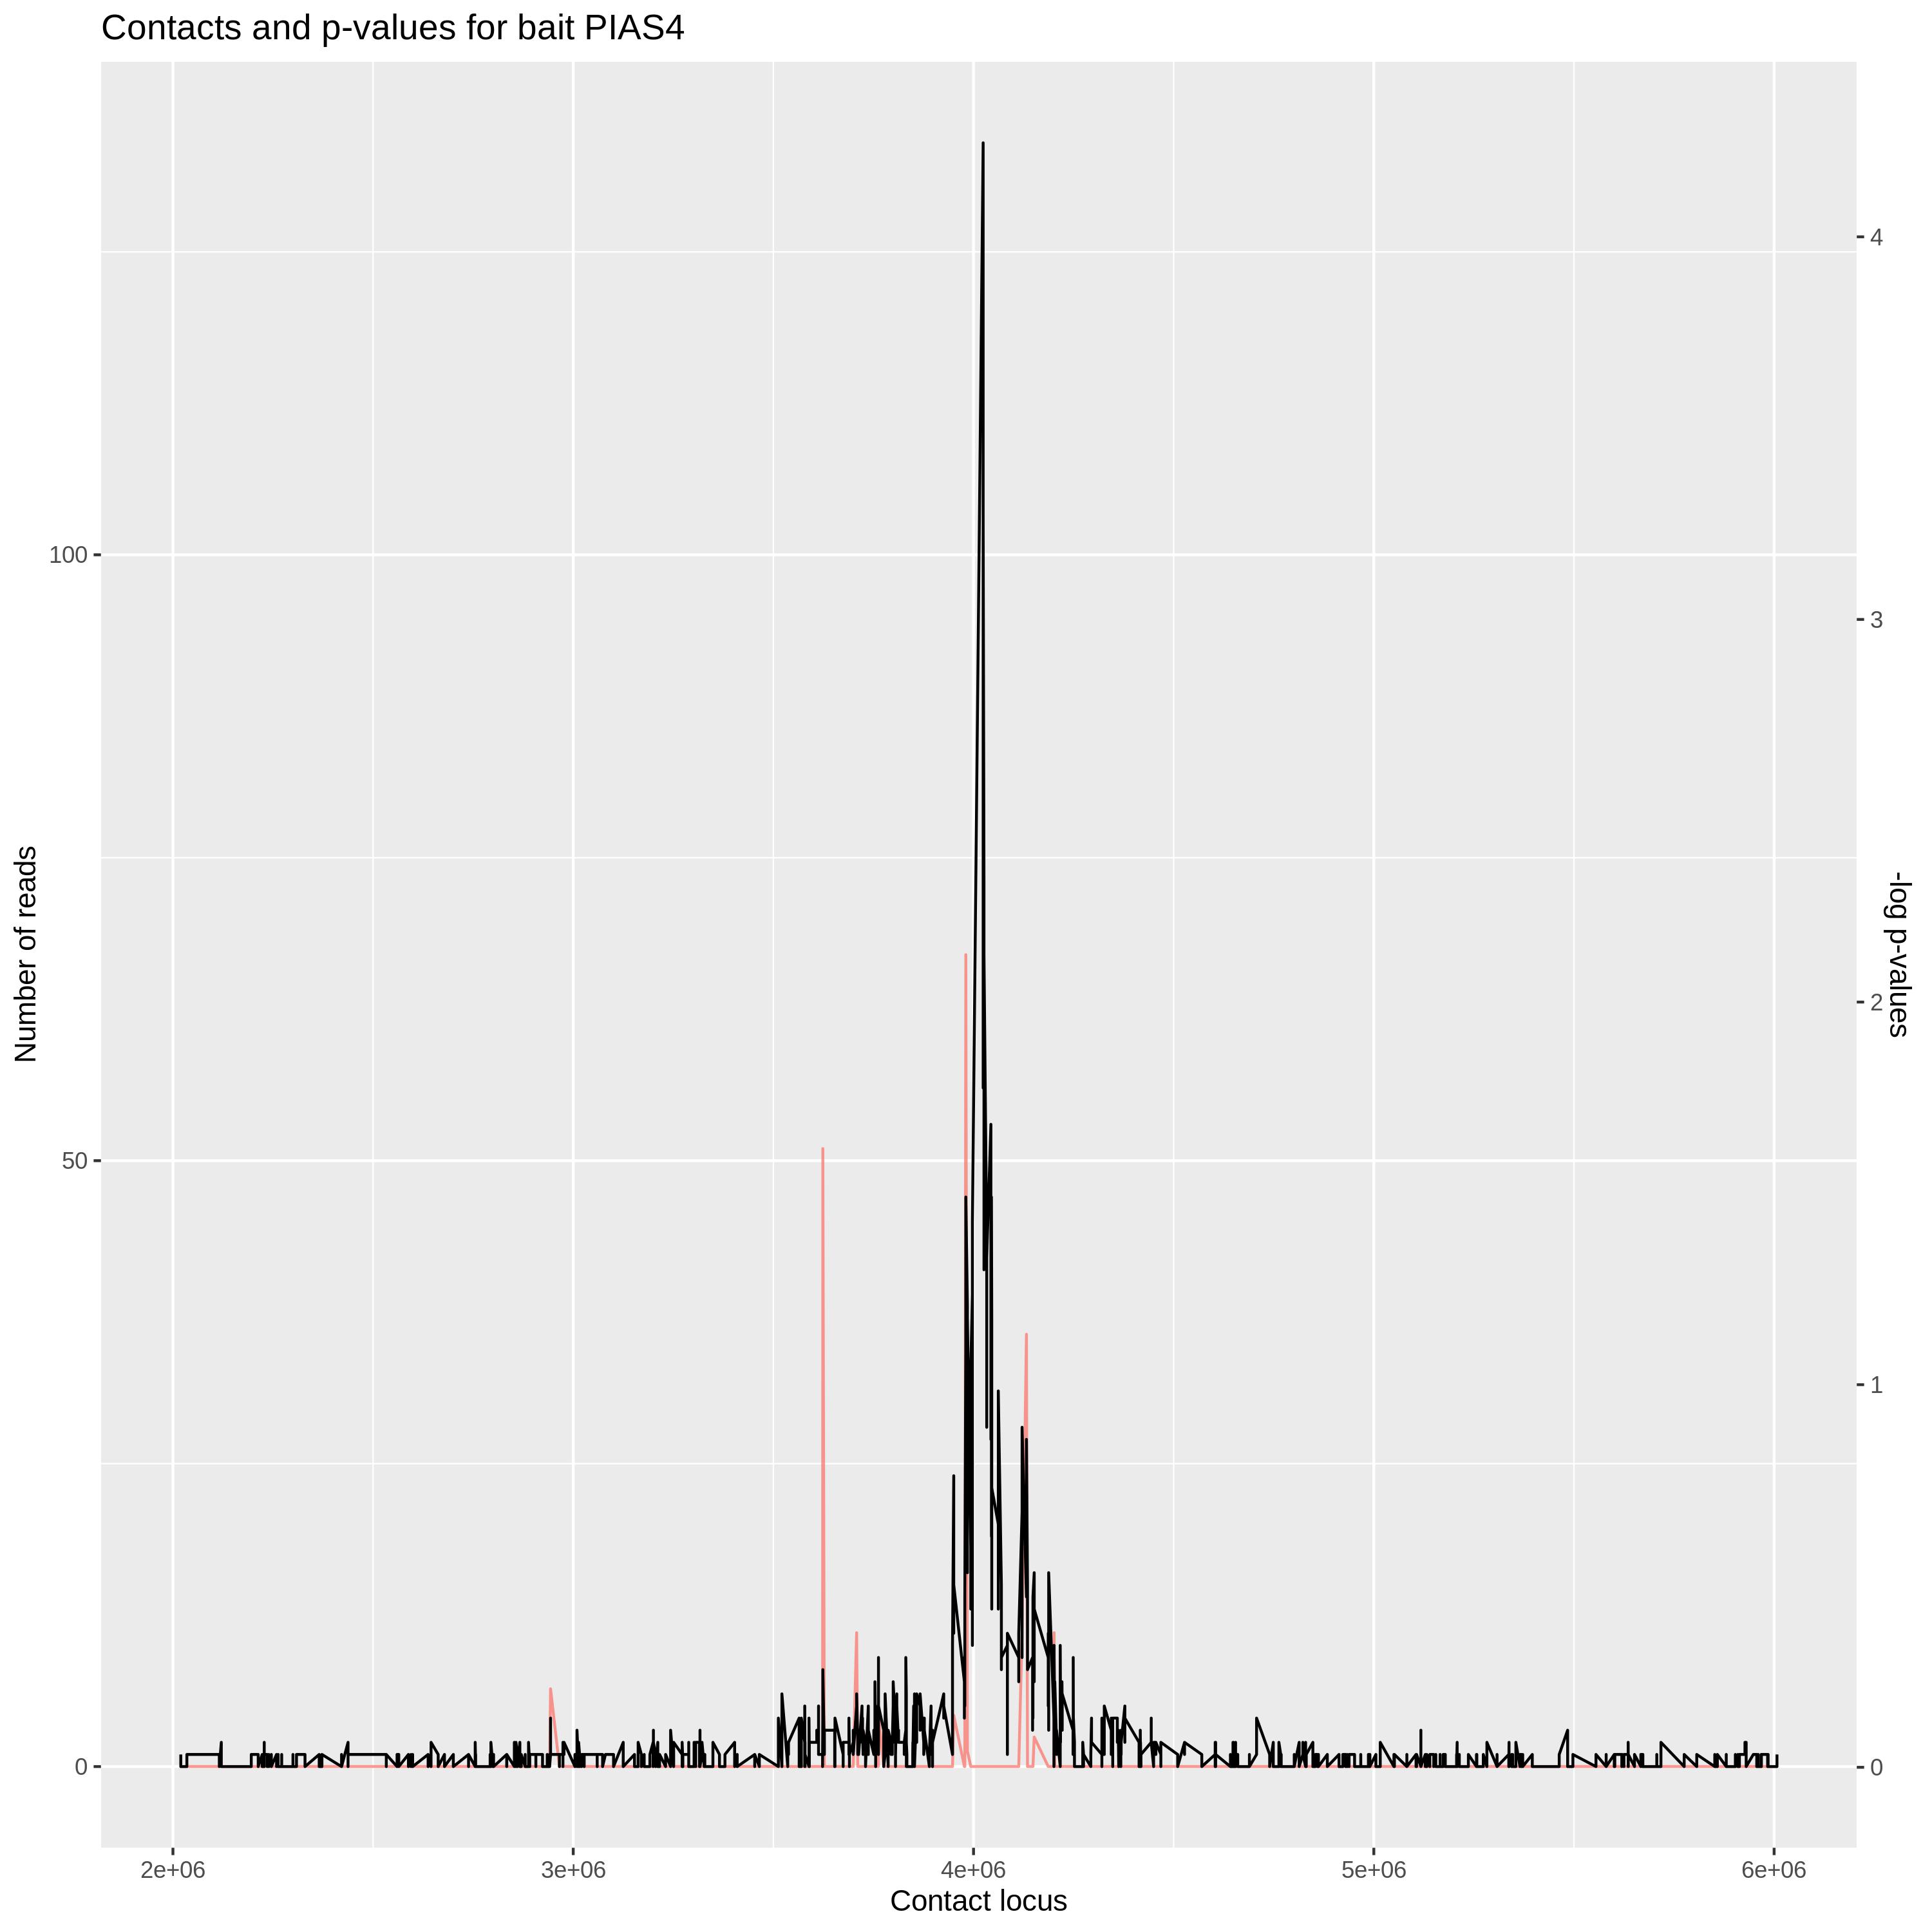 Contacts and p-values for bait PIAS4
Number of reads
100
50
0
4
3
2
1
0
-log p-values
2e+06
3e+06
4e+06
5e+06
6e+06
Contact locus